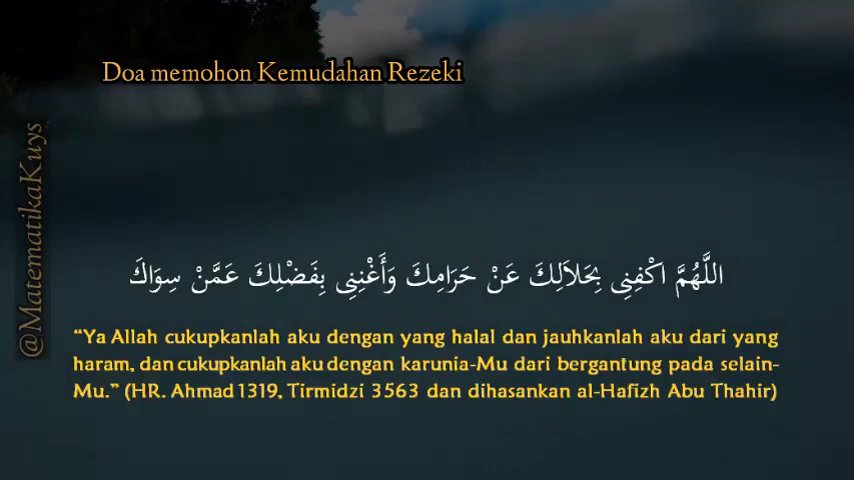 Doa memohon Kemudahan Rezeki
@MatematikaKuys
اللَّهُمَّ اكْفِنِى بِحَلاَلِكَ عَنْ حَرَامِكَ وَأَغْنِنِى بِفَضْلِكَ عَمَّنْ سِوَاكَ
“Ya Allah cukupkanlah aku dengan yang halal dan jauhkanlah aku dari yang
haram, dan cukupkanlah aku dengan karunia-Mu dari bergantung pada selain-
Mu.” (HR. Ahmad 1319, Tirmidzi 3563 dan dihasankan al-Hafizh Abu Thahir)